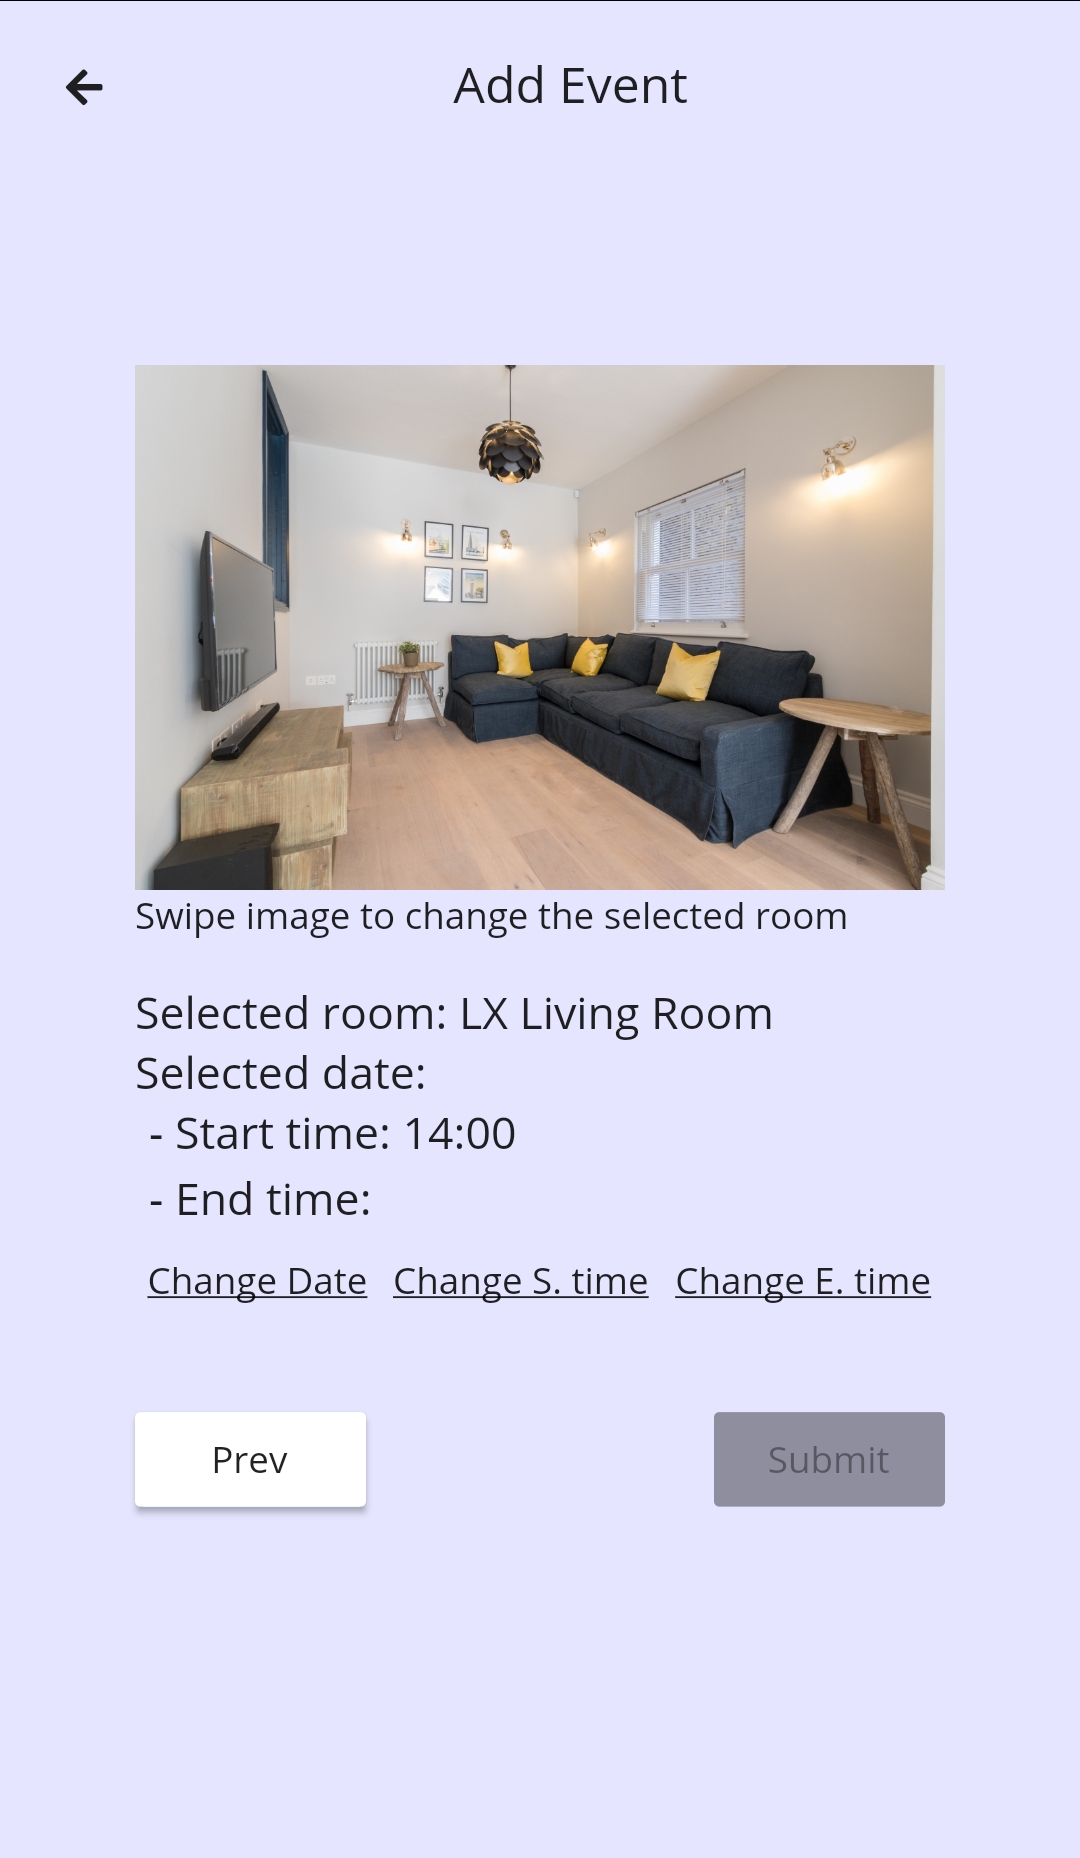 Add Event
Swipe image to change the selected room
Selected room: LX Living Room
Selected date:
- Start time: 14:00
- End time:
Change Date Change S. time Change E. time
Prev Submit